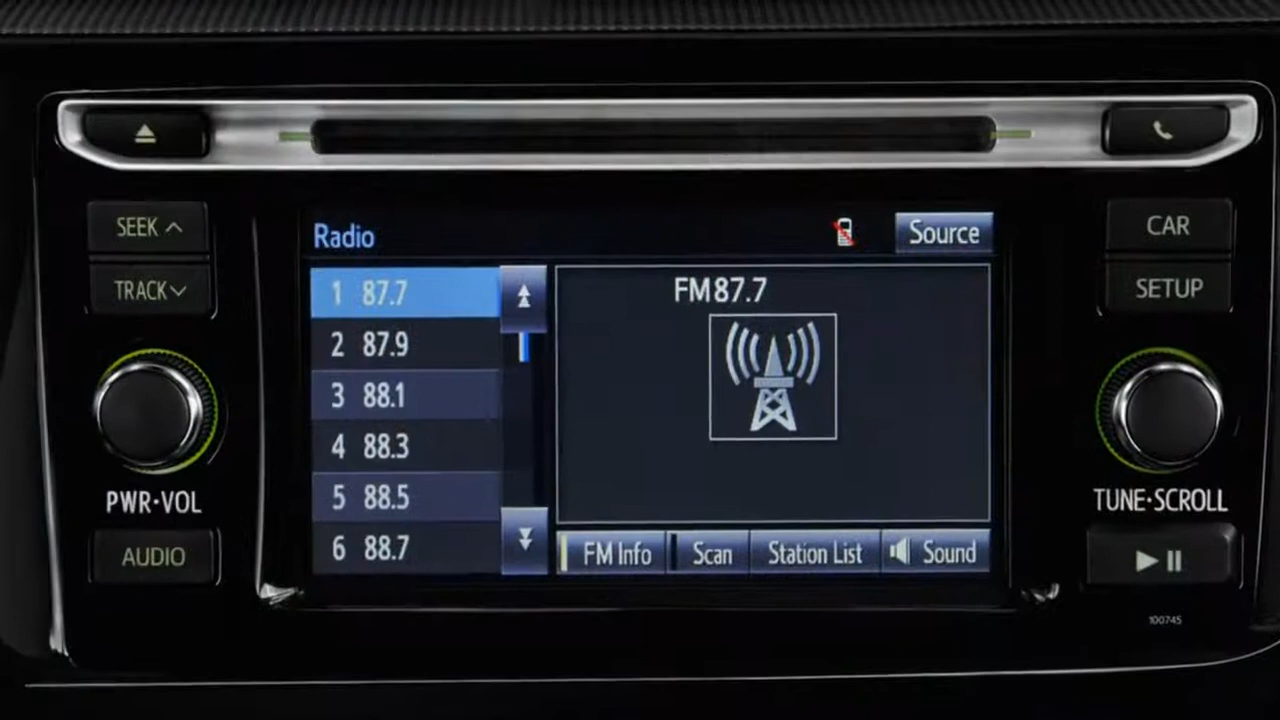 SEEK
TRACK
PWR·VOL
AUDIO
Radio
Source
1 87.7
2 87.9
3 88.1
4 88.3
5 88.5
6 88.7
FM87.7
FM Info
Scan
Station List
Sound
CAR
SETUP
TUNE·SCROLL
100745